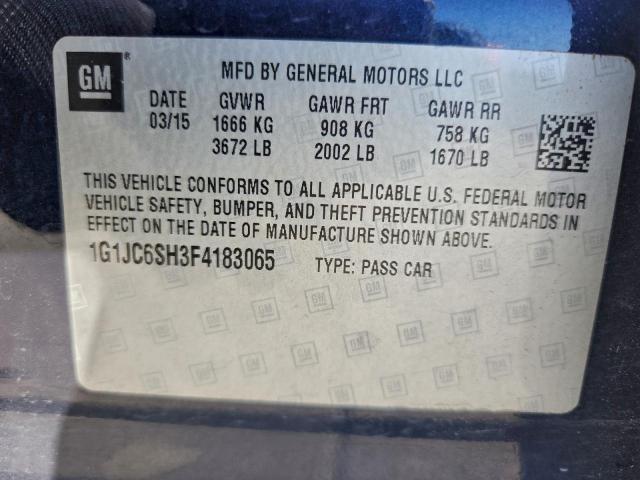 GM®
MFD BY GENERAL MOTORS LLC
DATE GVWR GAWR FRT GAWR RR
03/15 1666 KG 908 KG 758 KG
3672 LB 2002 LB 1670 LB
THIS VEHICLE CONFORMS TO ALL APPLICABLE U.S. FEDERAL MOTOR
VEHICLE SAFETY, BUMPER, AND THEFT PREVENTION STANDARDS IN
EFFECT ON THE DATE OF MANUFACTURE SHOWN ABOVE.
1G1JC6SH3F4183065 TYPE: PASS CAR